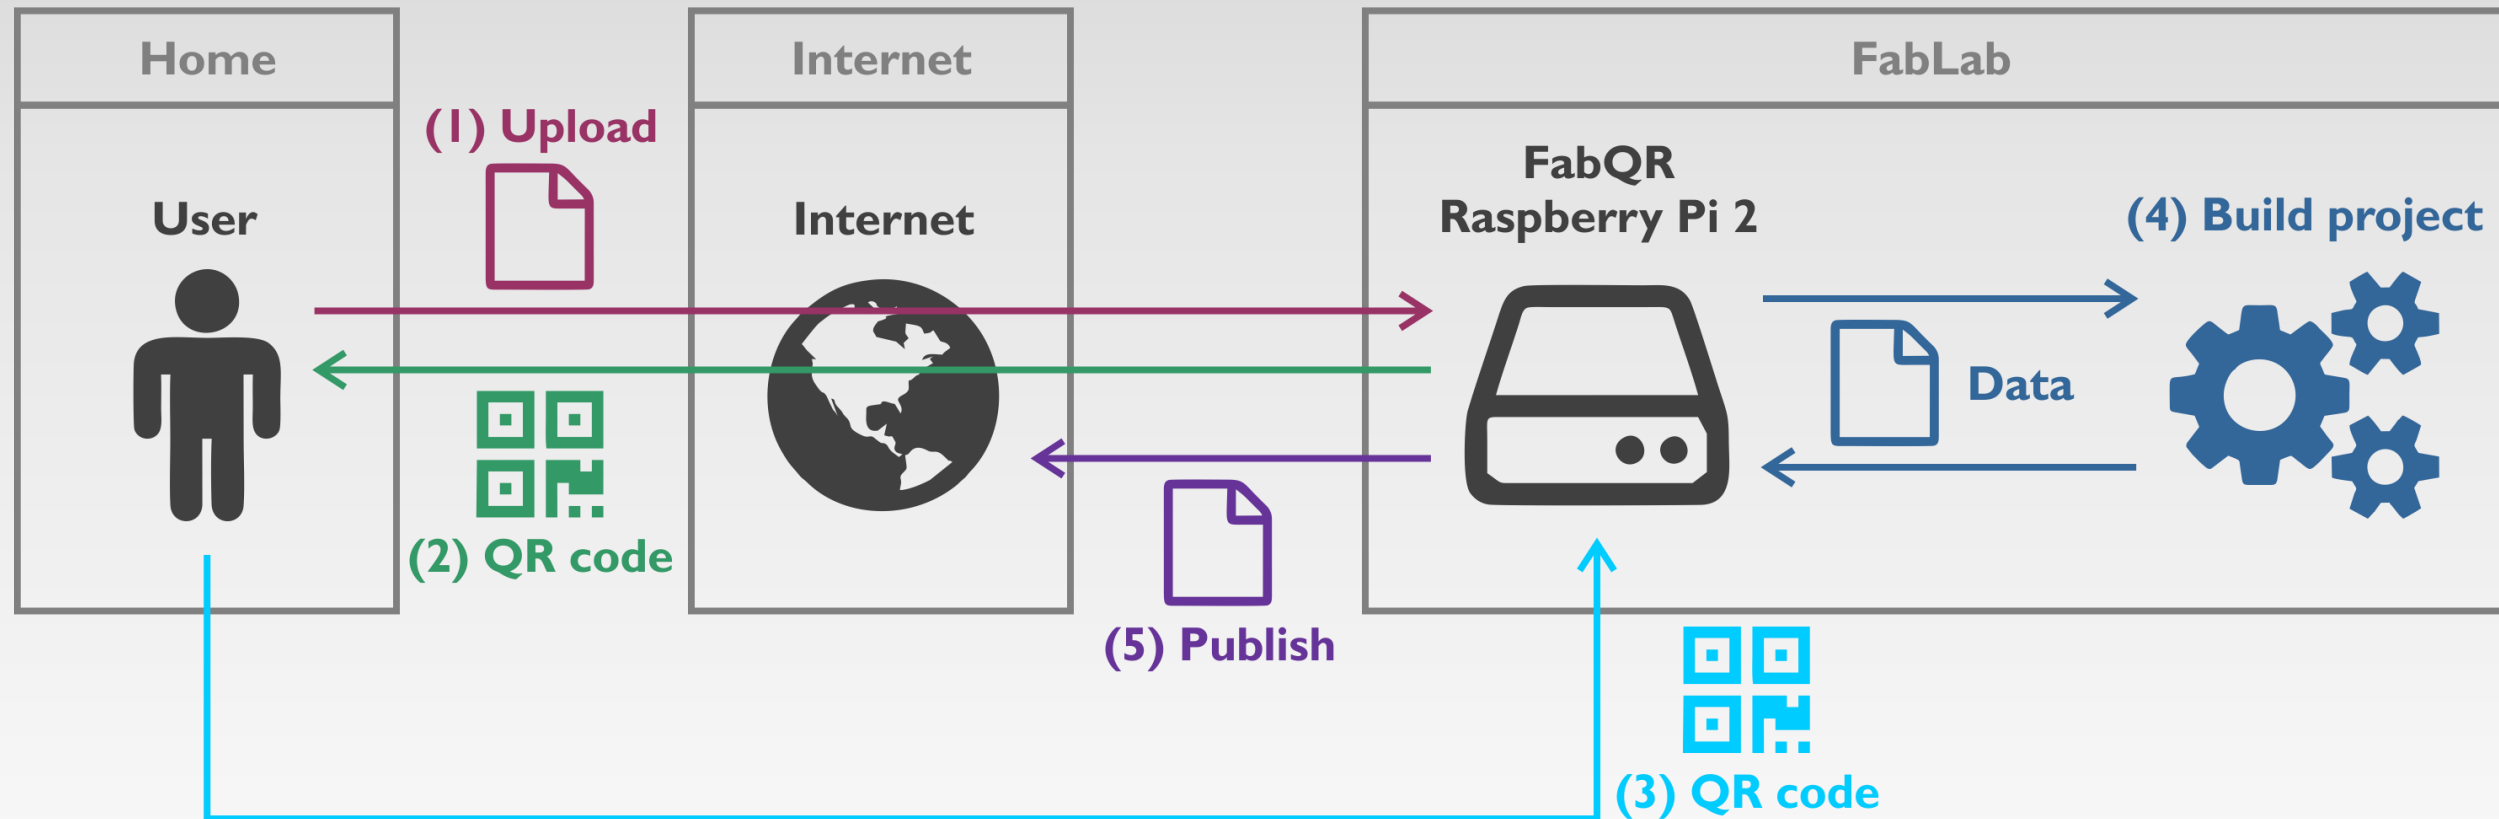 Home
Internet
FabLab
(1) Upload
User
Internet
FabQR
Raspberry Pi 2
(4) Build project
Data
(2) QR code
(5) Publish
(3) QR code